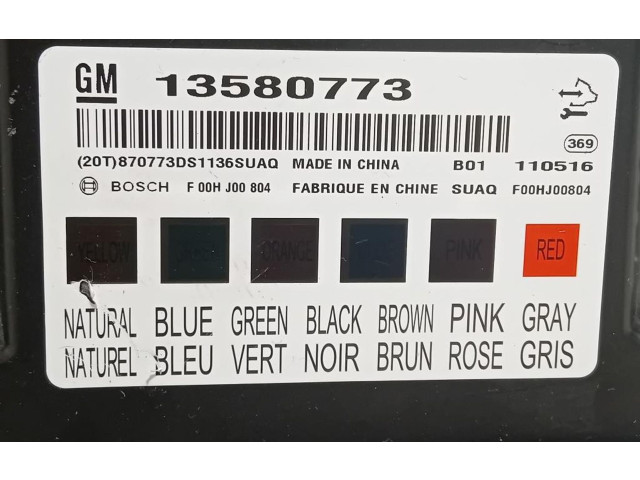 GM 13580773
369
(20T)870773DS1136SUAQ MADE IN CHINA B01 110516
BOSCH F 00H J00 804 FABRIQUE EN CHINE SUAQ F00HJ00804
YELLOW ORANGE PINK RED
NATURAL BLUE GREEN BLACK BROWN PINK GRAY
NATUREL BLEU VERT NOIR BRUN ROSE GRIS